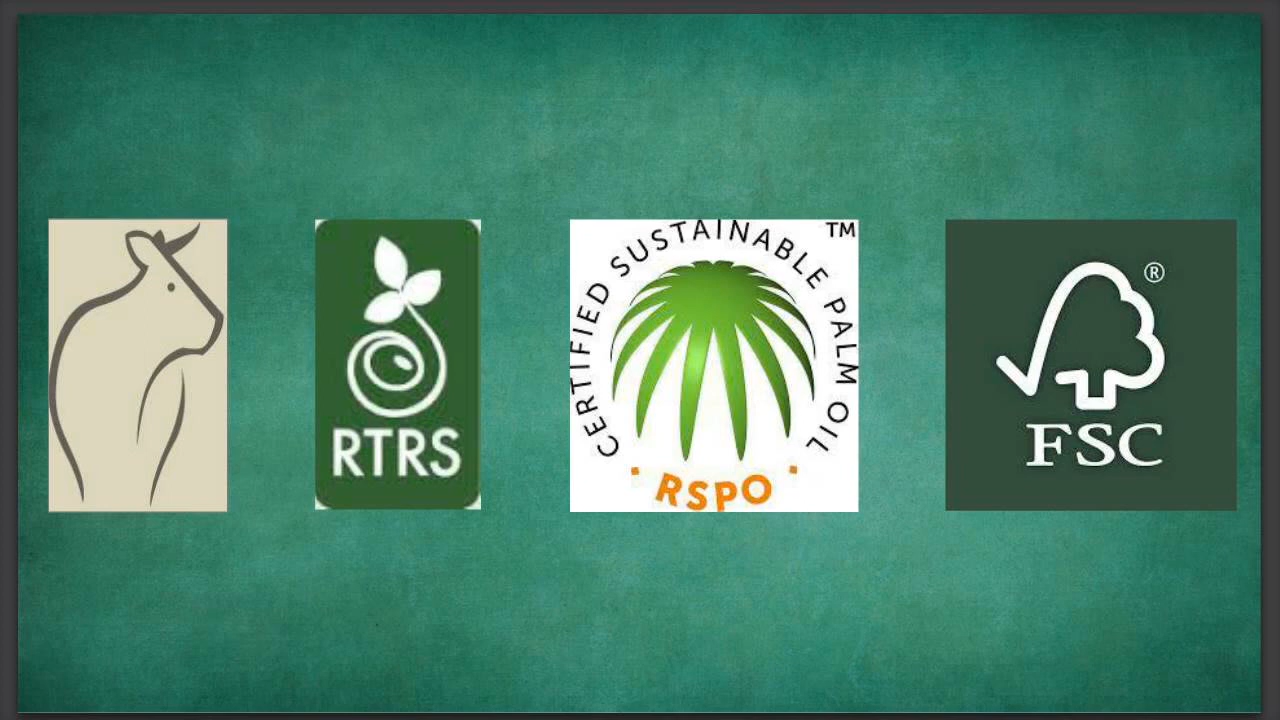 RTRS
CERTIFIED SUSTAINABLE PALM OIL
TM
RSPO
®
FSC